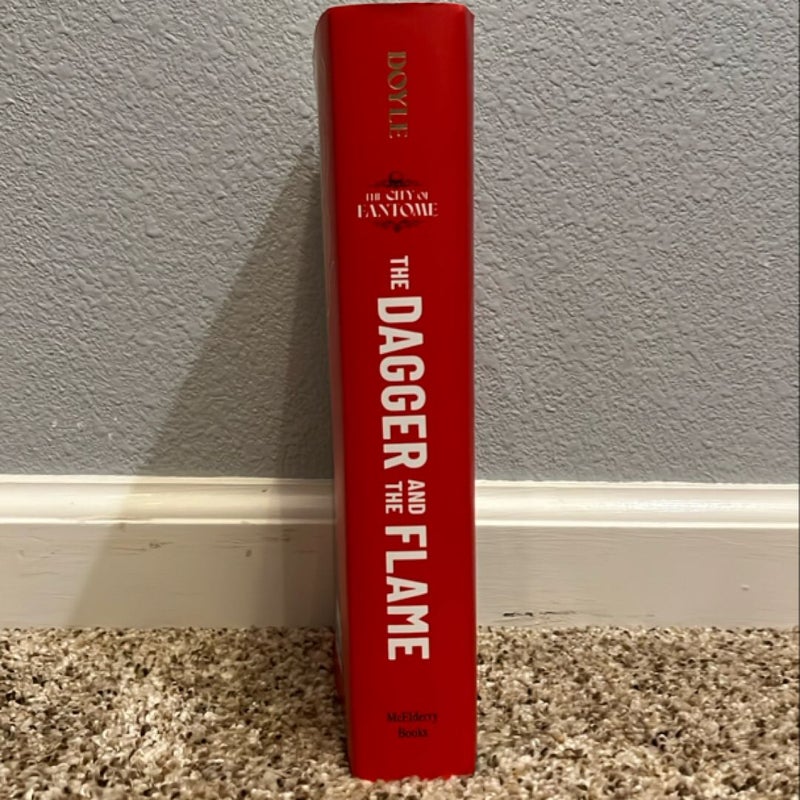 DOYLE
THE CITY OF
FANTOME
THE
DAGGER
AND
THE
FLAME
McElderry
Books